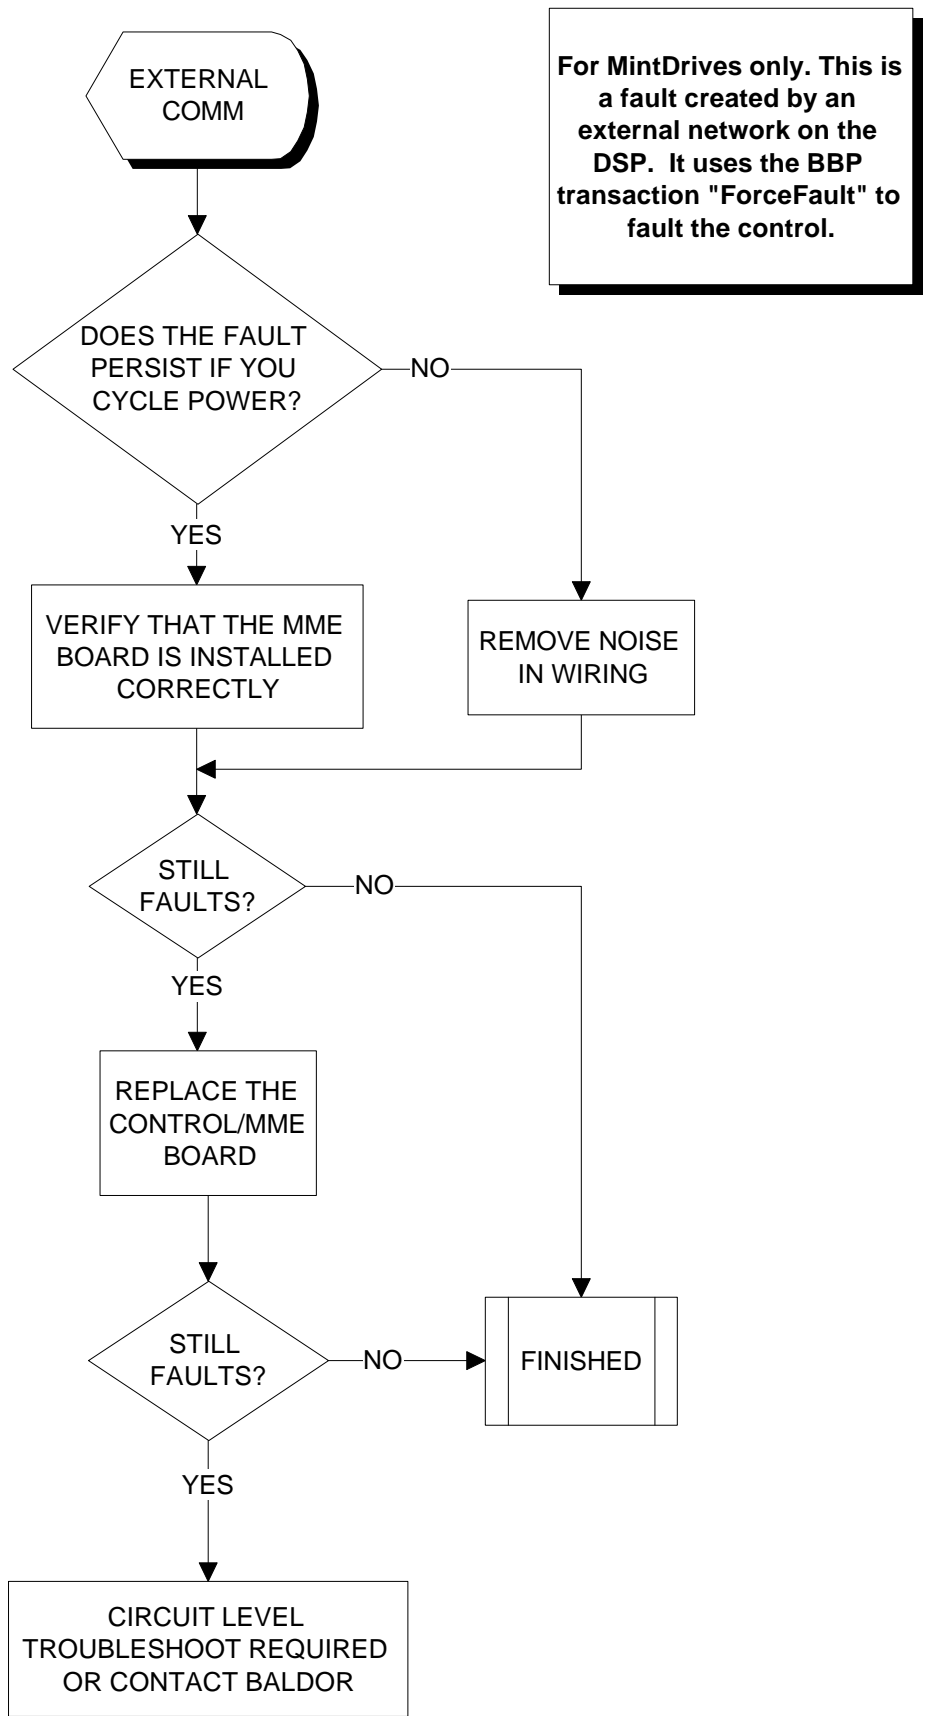 EXTERNAL
COMM
For MintDrives only. This is
a fault created by an
external network on the
DSP.  It uses the BBP
transaction "ForceFault" to
fault the control.
DOES THE FAULT
PERSIST IF YOU
CYCLE POWER?
NO
YES
VERIFY THAT THE MME
BOARD IS INSTALLED
CORRECTLY
REMOVE NOISE
IN WIRING
STILL
FAULTS?
NO
YES
REPLACE THE
CONTROL/MME
BOARD
STILL
FAULTS?
NO
FINISHED
YES
CIRCUIT LEVEL
TROUBLESHOOT REQUIRED
OR CONTACT BALDOR